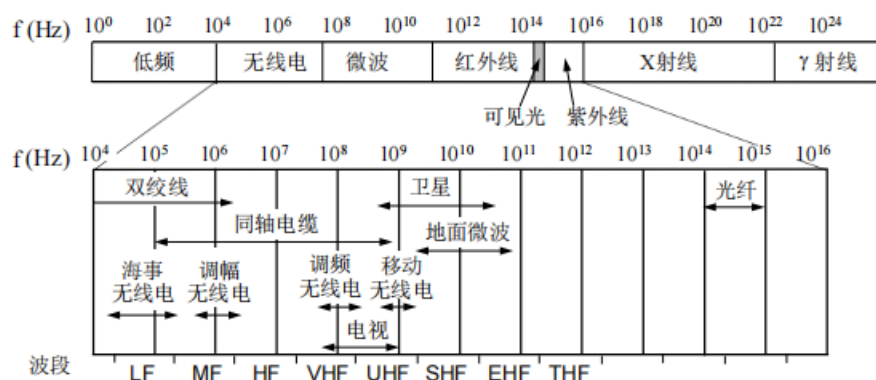 f (Hz) 10⁰ 10² 10⁴ 10⁶ 10⁸ 10¹⁰ 10¹² 10¹⁴ 10¹⁶ 10¹⁸ 10²⁰ 10²² 10²⁴
低频 无线电 微波 红外线 X射线 γ 射线
可见光 紫外线
f(Hz) 10⁴ 10⁵ 10⁶ 10⁷ 10⁸ 10⁹ 10¹⁰ 10¹¹ 10¹² 10¹³ 10¹⁴ 10¹⁵ 10¹⁶
双绞线 卫星 光纤
同轴电缆 地面微波
海事 调幅 调频 移动
无线电 无线电 无线电 无线电
电视
波段 LF MF HF VHF UHF SHF EHF THF